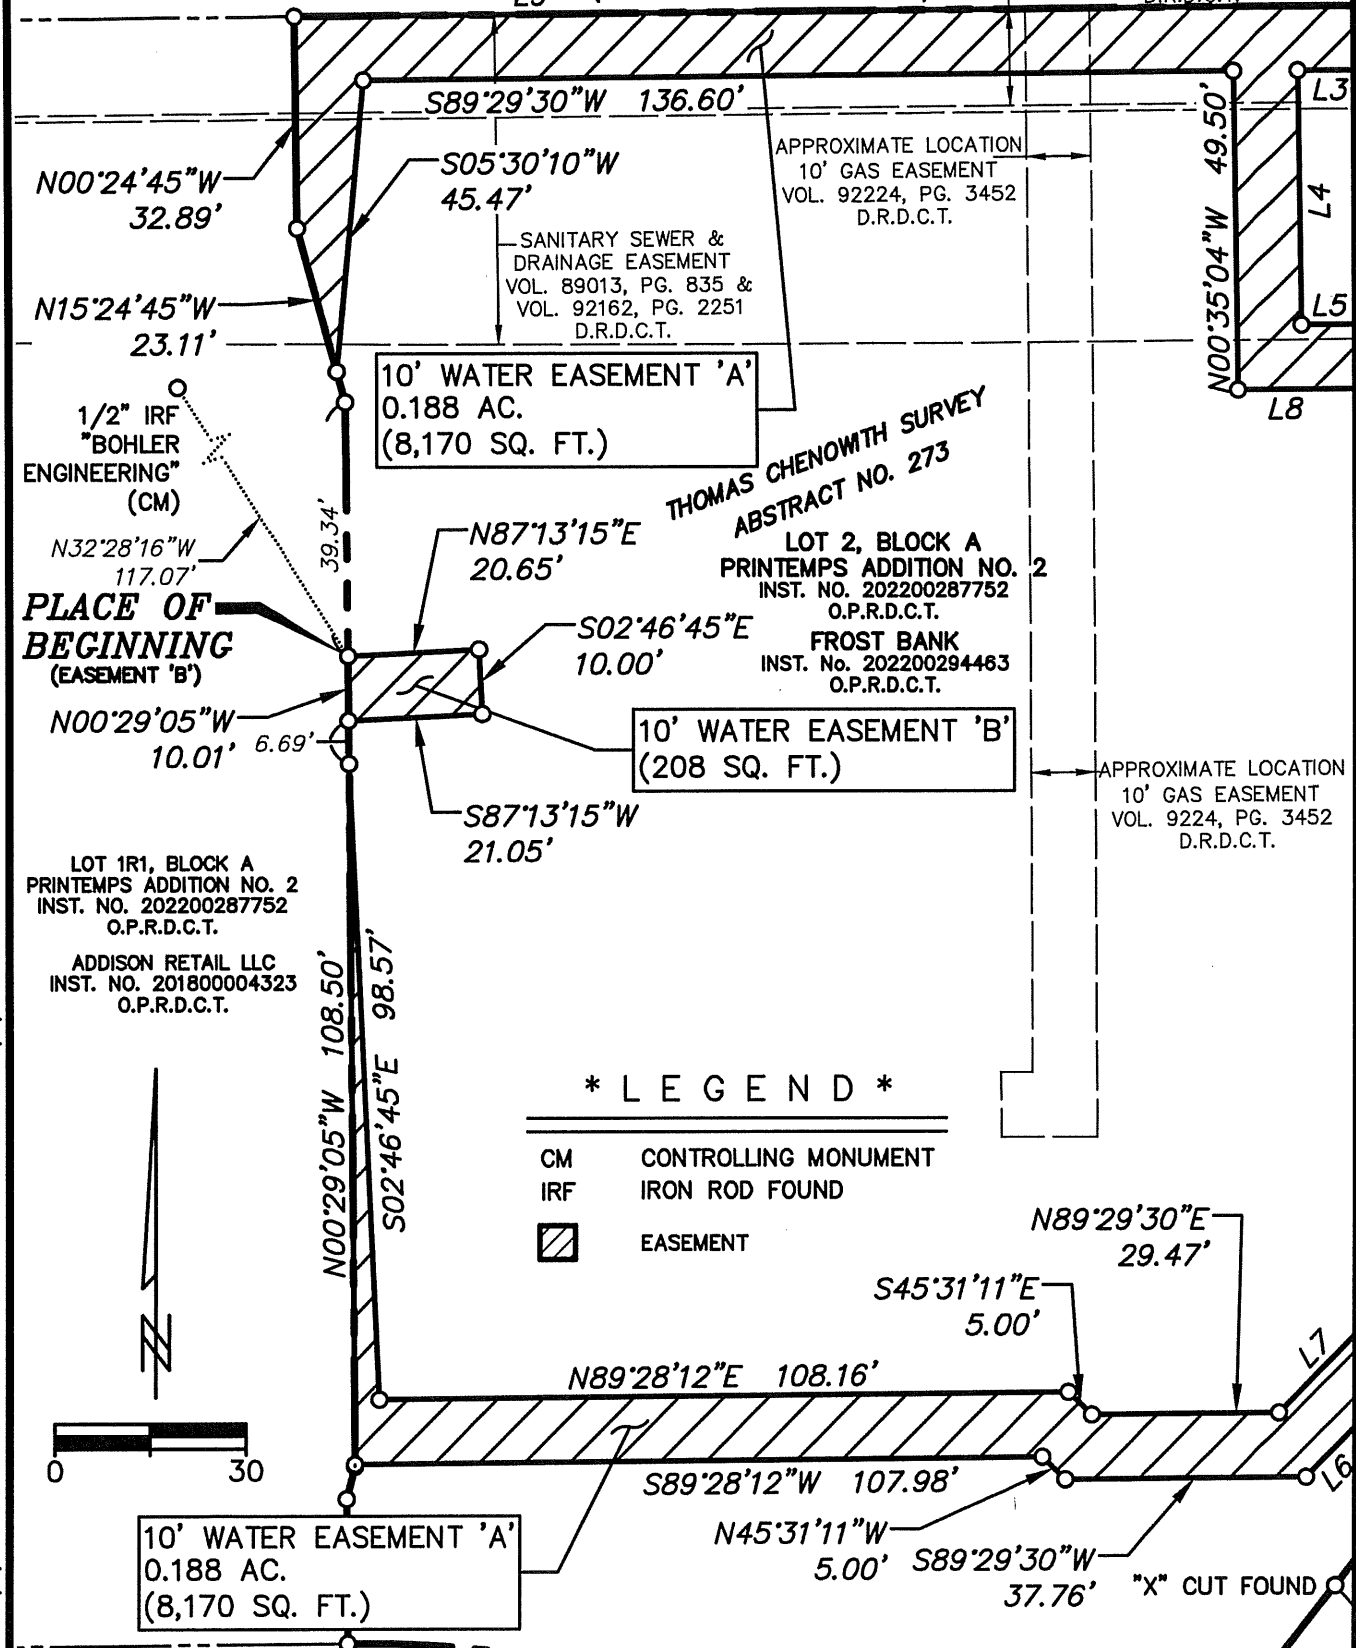 S89°29'30"W 136.60'
L3
N00°24'45"W
32.89'
S05°30'10"W
45.47'
APPROXIMATE LOCATION
10' GAS EASEMENT
VOL. 92224, PG. 3452
D.R.D.C.T.
N00°35'04"W 49.50'
L4
SANITARY SEWER &
DRAINAGE EASEMENT
VOL. 89013, PG. 835 &
VOL. 92162, PG. 2251
D.R.D.C.T.
N15°24'45"W
23.11'
L5
L8
10' WATER EASEMENT 'A'
0.188 AC.
(8,170 SQ. FT.)
1/2" IRF
"BOHLER
ENGINEERING"
(CM)
THOMAS CHENOWITH SURVEY
ABSTRACT NO. 273
N32°28'16"W
117.07'
39.34'
N87°13'15"E
20.65'
LOT 2, BLOCK A
PRINTEMPS ADDITION NO. 2
INST. NO. 202200287752
O.P.R.D.C.T.
FROST BANK
INST. No. 202200294463
O.P.R.D.C.T.
PLACE OF
BEGINNING
(EASEMENT 'B')
S02°46'45"E
10.00'
N00°29'05"W
10.01'
6.69'
10' WATER EASEMENT 'B'
(208 SQ. FT.)
APPROXIMATE LOCATION
10' GAS EASEMENT
VOL. 9224, PG. 3452
D.R.D.C.T.
S87°13'15"W
21.05'
LOT 1R1, BLOCK A
PRINTEMPS ADDITION NO. 2
INST. NO. 202200287752
O.P.R.D.C.T.
ADDISON RETAIL LLC
INST. NO. 201800004323
O.P.R.D.C.T.
N00°29'05"W 108.50'
S02°46'45"E 98.57'
* L E G E N D *
CM CONTROLLING MONUMENT
IRF IRON ROD FOUND
EASEMENT
N
0 30
N89°29'30"E
29.47'
S45°31'11"E
5.00'
L7
N89°28'12"E 108.16'
S89°28'12"W 107.98'
L6
N45°31'11"W
5.00'
S89°29'30"W
37.76'
"X" CUT FOUND
10' WATER EASEMENT 'A'
0.188 AC.
(8,170 SQ. FT.)